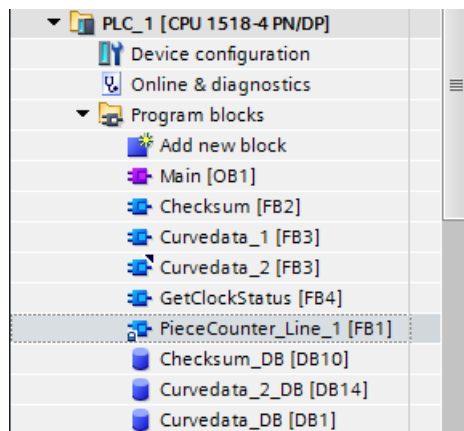 PLC_1 [CPU 1518-4 PN/DP]
Device configuration
Online & diagnostics
Program blocks
Add new block
Main [OB1]
Checksum [FB2]
Curvedata_1 [FB3]
Curvedata_2 [FB3]
GetClockStatus [FB4]
PieceCounter_Line_1 [FB1]
Checksum_DB [DB10]
Curvedata_2_DB [DB14]
Curvedata_DB [DB1]